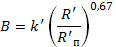 B = k′ (R′ / R′п)^0,67